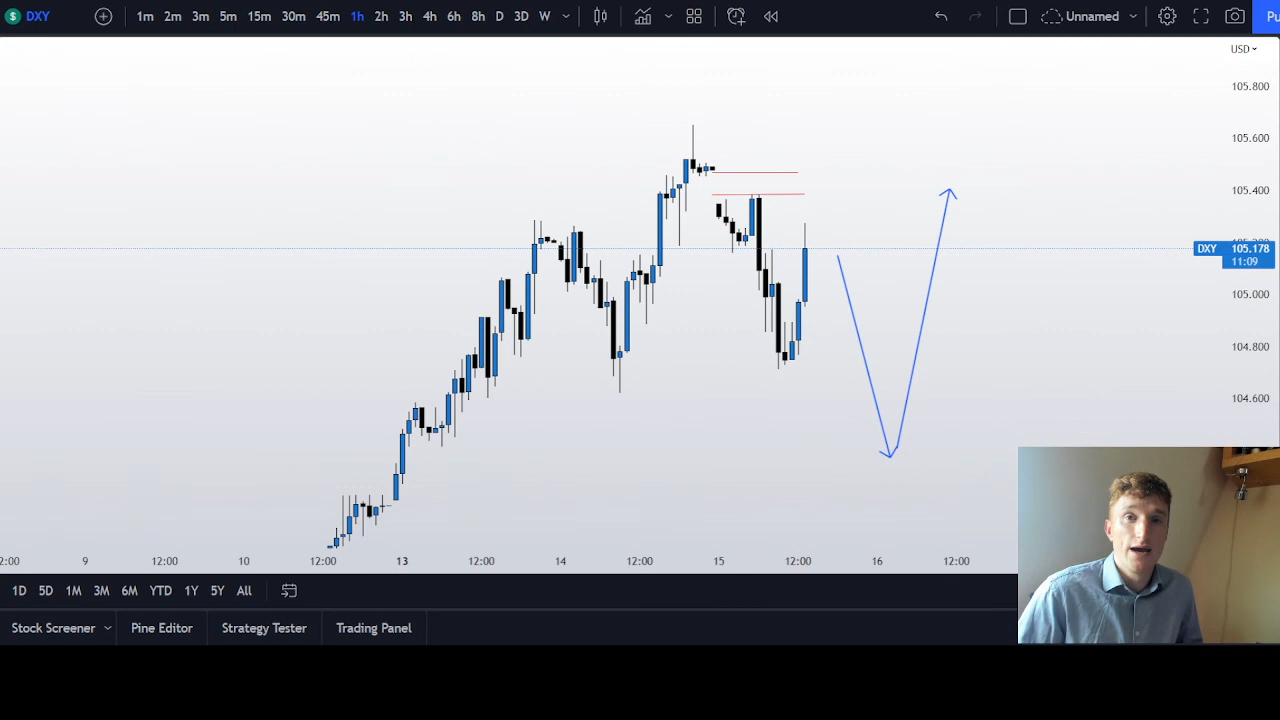 $ DXY 1m 2m 3m 5m 15m 30m 45m 1h 2h 3h 4h 6h 8h D 3D W Unnamed Pu
USD
105.800
105.600
105.400
DXY 105.178
11:09
105.000
104.800
104.600
2:00 9 12:00 10 12:00 13 12:00 14 12:00 15 12:00 16 12:00
1D 5D 1M 3M 6M YTD 1Y 5Y All
Stock Screener Pine Editor Strategy Tester Trading Panel